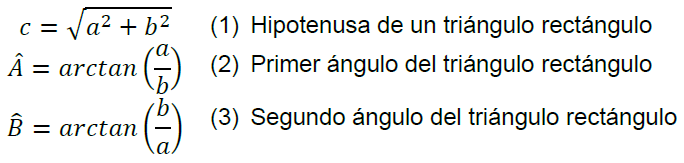 c = √(a² + b²) (1) Hipotenusa de un triángulo rectángulo
Â = arctan(a/b) (2) Primer ángulo del triángulo rectángulo
B̂ = arctan(b/a) (3) Segundo ángulo del triángulo rectángulo